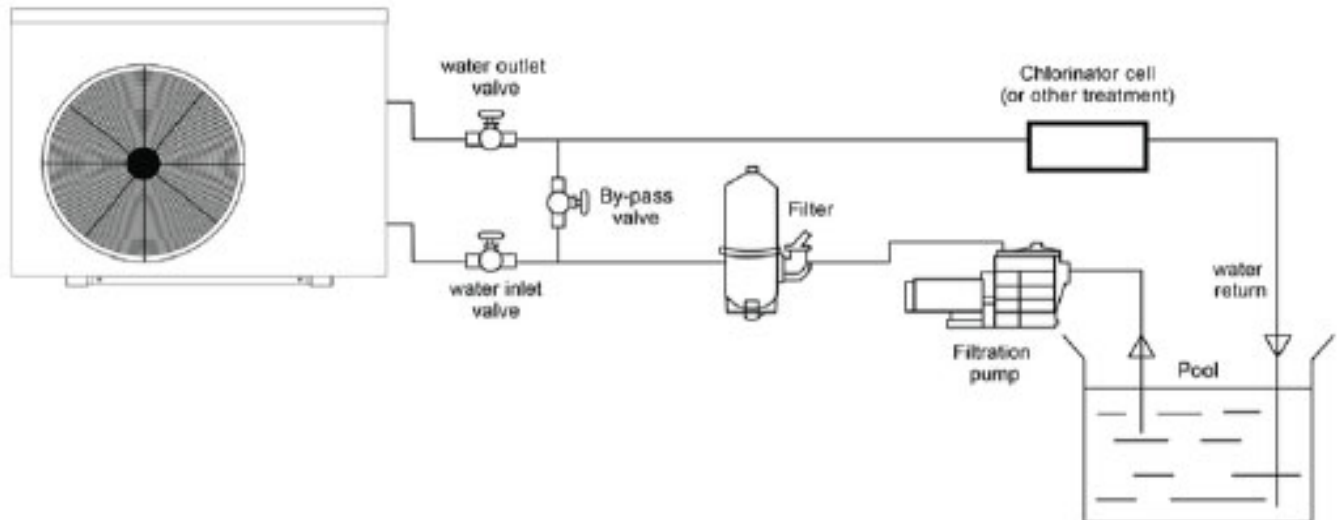 water outlet
valve
Chlorinator cell
(or other treatment)
By-pass
valve
Filter
water inlet
valve
water
return
Filtration
pump
Pool